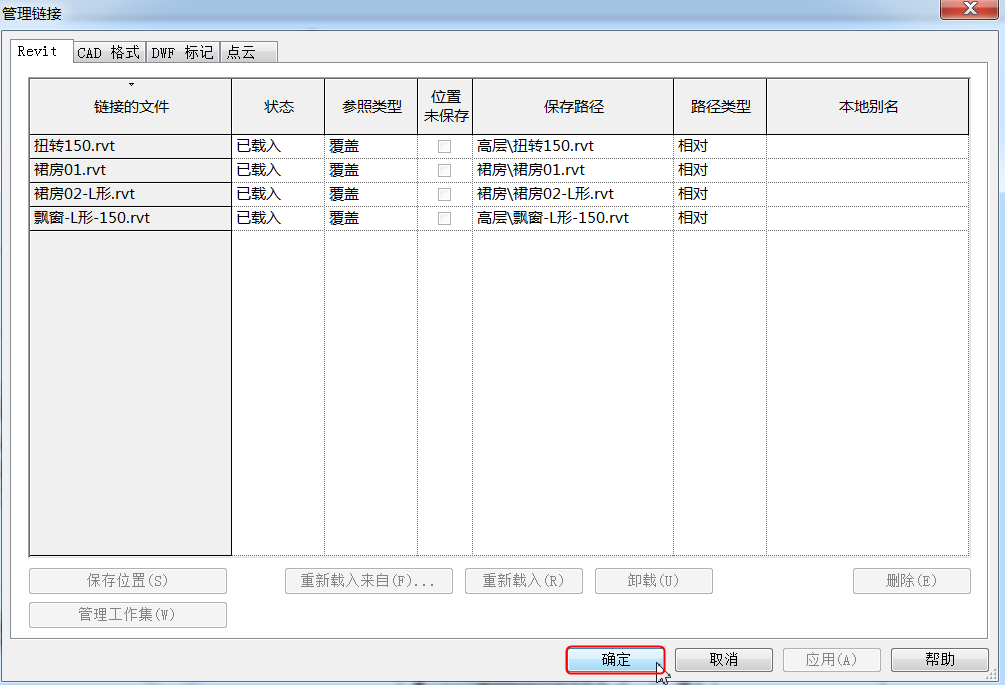 管理链接
Revit CAD 格式 DWF 标记 点云
链接的文件 状态 参照类型 位置未保存 保存路径 路径类型 本地别名
扭转150.rvt 已载入 覆盖 高层\扭转150.rvt 相对
裙房01.rvt 已载入 覆盖 裙房\裙房01.rvt 相对
裙房02-L形.rvt 已载入 覆盖 裙房\裙房02-L形.rvt 相对
飘窗-L形-150.rvt 已载入 覆盖 高层\飘窗-L形-150.rvt 相对
保存位置(S) 重新载入来自(F)... 重新载入(R) 卸载(U) 删除(E)
管理工作集(W)
确定 取消 应用(A) 帮助